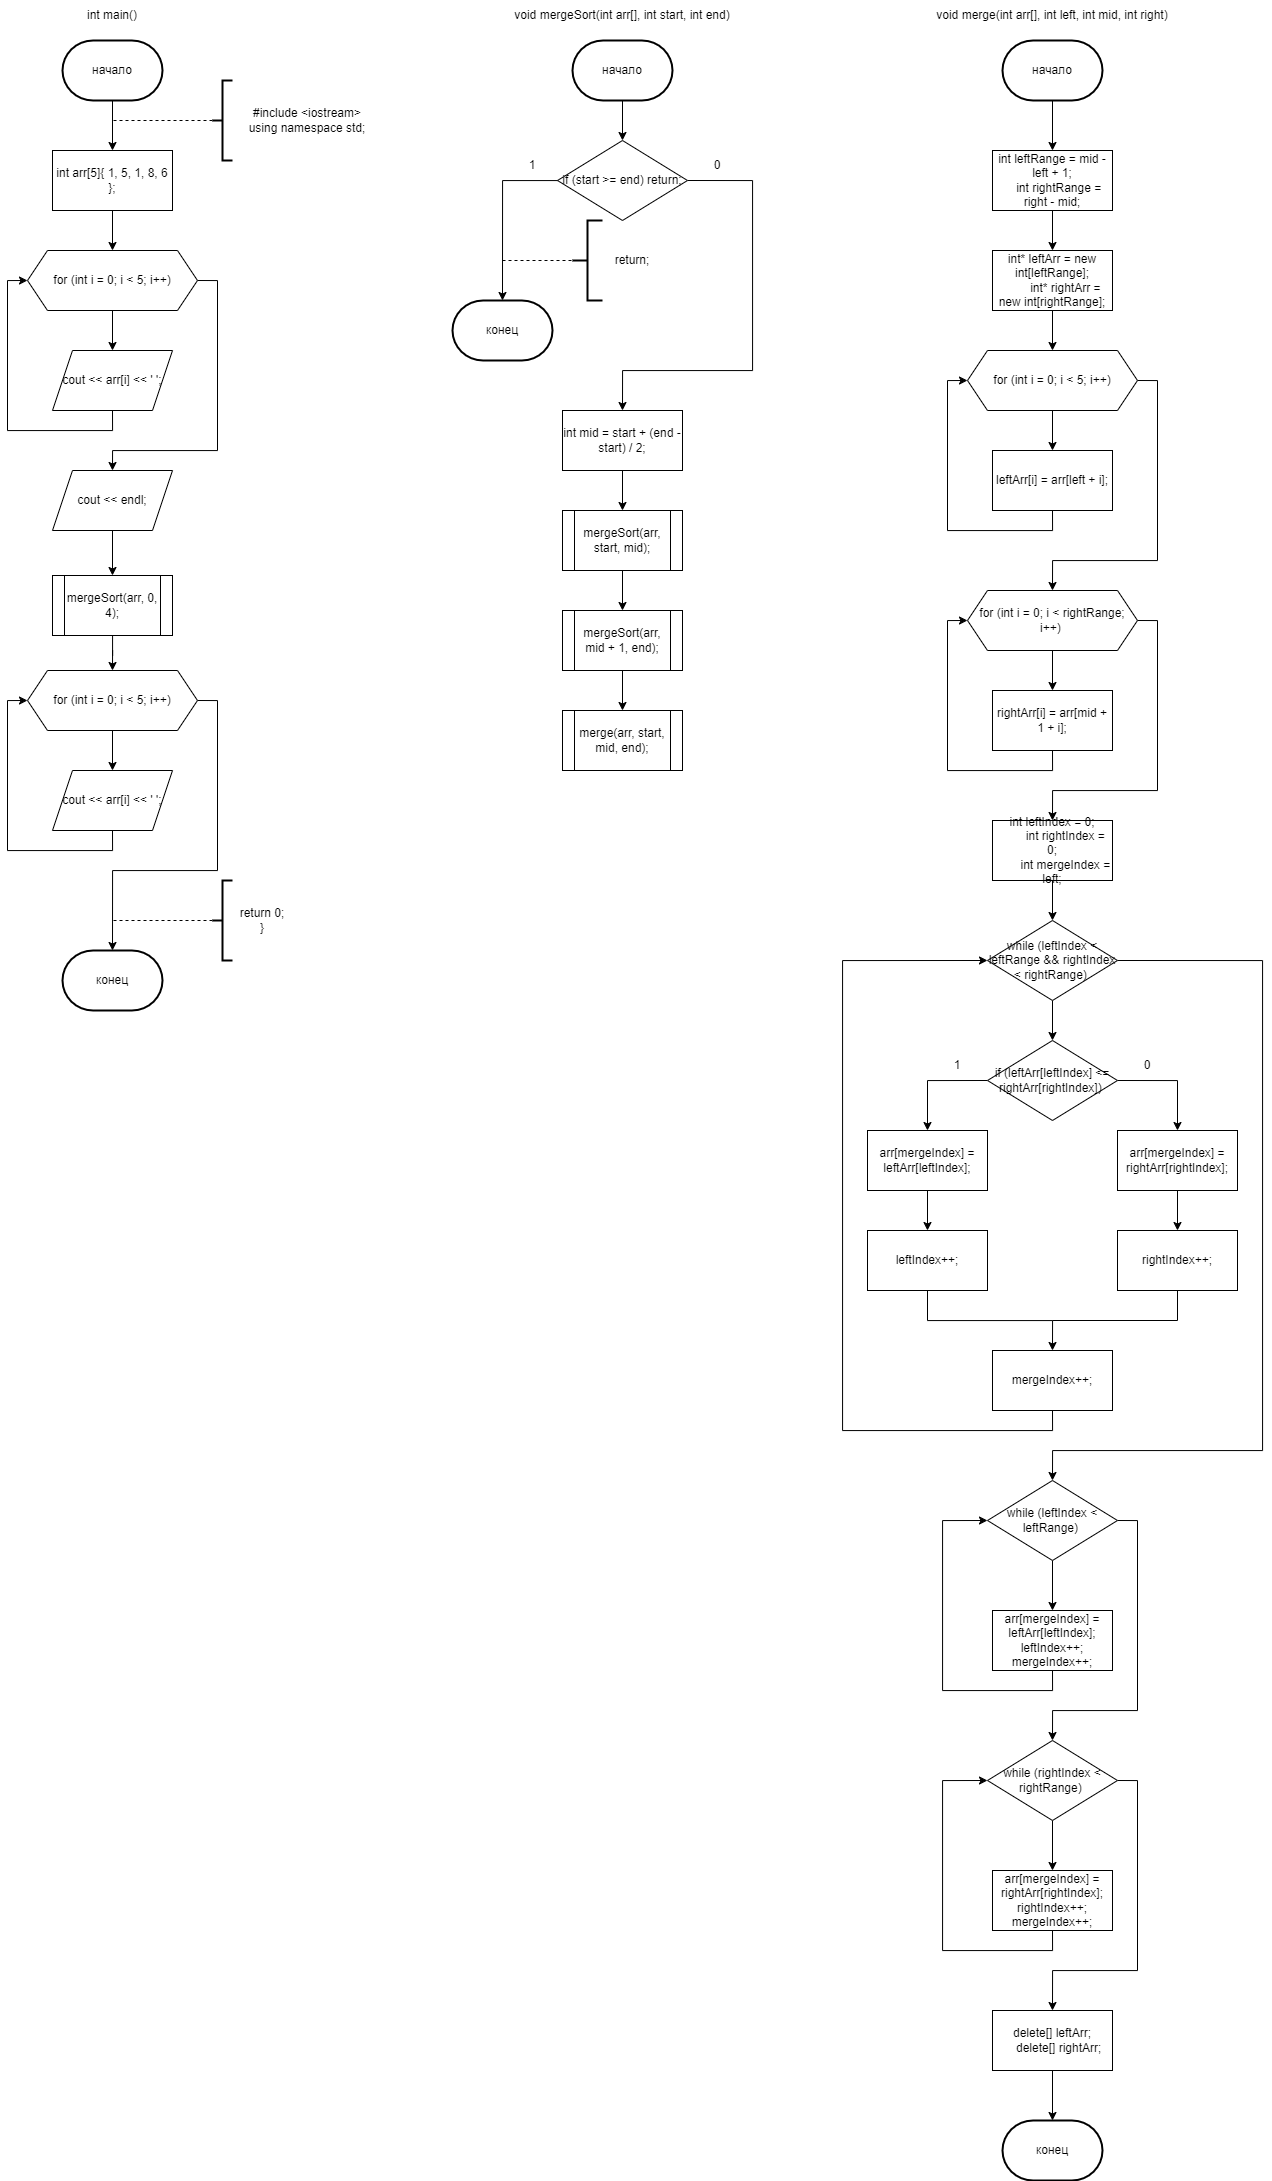 int main()
начало
#include <iostream>
using namespace std;
int arr[5]{ 1, 5, 1, 8, 6
};
for (int i = 0; i < 5; i++)
cout << arr[i] << ' ';
cout << endl;
mergeSort(arr, 0,
4);
for (int i = 0; i < 5; i++)
cout << arr[i] << ' ';
return 0;
}
конец
void mergeSort(int arr[], int start, int end)
начало
1
0
if (start >= end) return;
return;
конец
int mid = start + (end -
start) / 2;
mergeSort(arr,
start, mid);
mergeSort(arr,
mid + 1, end);
merge(arr, start,
mid, end);
void merge(int arr[], int left, int mid, int right)
начало
int leftRange = mid -
left + 1;
int rightRange =
right - mid;
int* leftArr = new
int[leftRange];
int* rightArr =
new int[rightRange];
for (int i = 0; i < 5; i++)
leftArr[i] = arr[left + i];
for (int i = 0; i < rightRange;
i++)
rightArr[i] = arr[mid +
1 + i];
int leftIndex = 0;
int rightIndex =
0;
int mergeIndex =
left;
while (leftIndex <
leftRange && rightIndex
< rightRange)
1
0
if (leftArr[leftIndex] <=
rightArr[rightIndex])
arr[mergeIndex] =
leftArr[leftIndex];
arr[mergeIndex] =
rightArr[rightIndex];
leftIndex++;
rightIndex++;
mergeIndex++;
while (leftIndex <
leftRange)
arr[mergeIndex] =
leftArr[leftIndex];
leftIndex++;
mergeIndex++;
while (rightIndex <
rightRange)
arr[mergeIndex] =
rightArr[rightIndex];
rightIndex++;
mergeIndex++;
delete[] leftArr;
delete[] rightArr;
конец